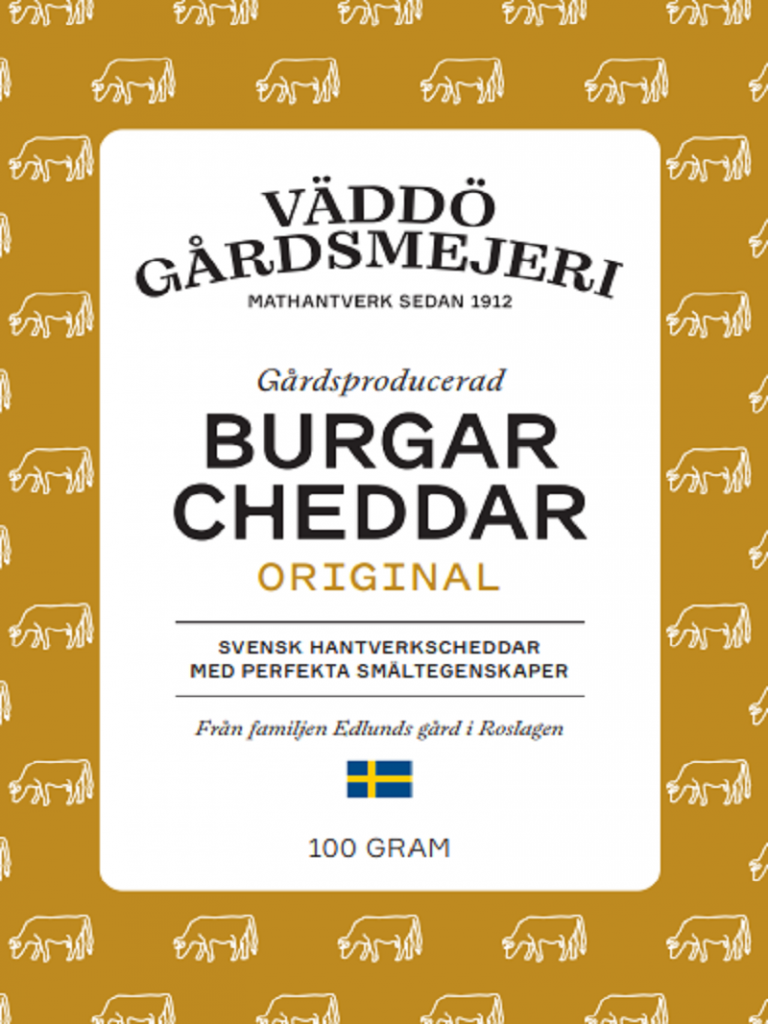 VÄDDÖ
GÅRDSMEJERI
MATHANTVERK SEDAN 1912
Gårdsproducerad
BURGAR
CHEDDAR
ORIGINAL
SVENSK HANTVERKSCHEDDAR
MED PERFEKTA SMÄLTEGENSKAPER
Från familjen Edlunds gård i Roslagen
100 GRAM